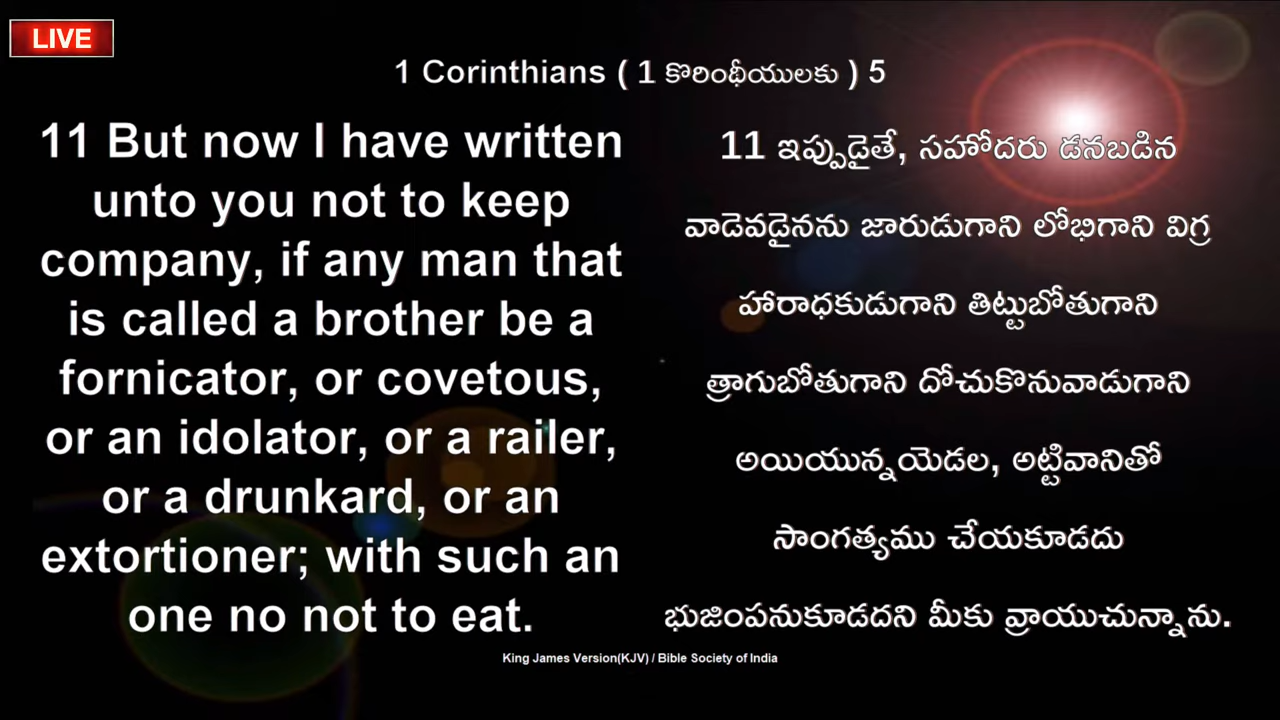 LIVE
1 Corinthians ( 1 కొరింథీయులకు ) 5
11 But now I have written
unto you not to keep
company, if any man that
is called a brother be a
fornicator, or covetous,
or an idolator, or a railer,
or a drunkard, or an
extortioner; with such an
one no not to eat.
11 ఇప్పుడైతే, సహోదరు డనబడిన
వాడెవడైనను జారుడుగాని లోభిగాని విగ్ర
హారాధకుడుగాని తిట్టుబోతుగాని
త్రాగుబోతుగాని దోచుకొనువాడుగాని
అయియున్నయెడల, అట్టివానితో
సాంగత్యము చేయకూడదు
భుజింపనుకూడదని మీకు వ్రాయుచున్నాను.
King James Version(KJV) / Bible Society of India